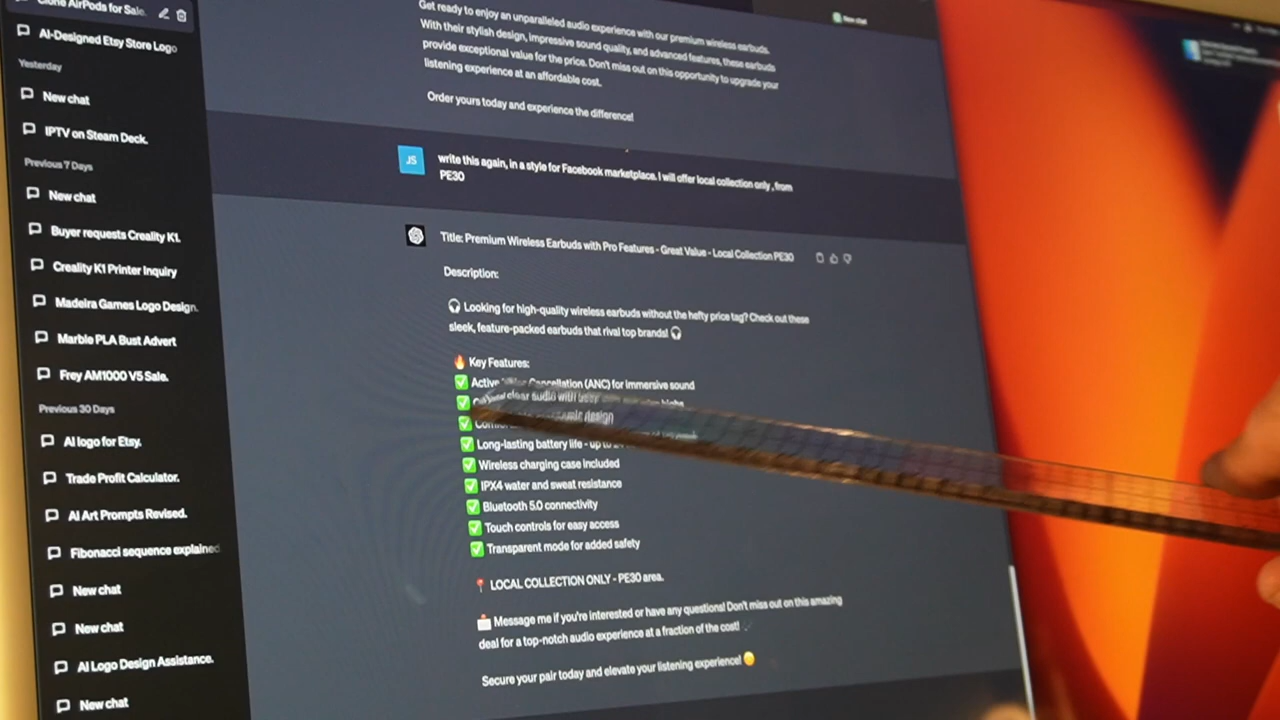 Clone AirPods for Sale.
AI-Designed Etsy Store Logo
Yesterday
New chat
IPTV on Steam Deck.
Previous 7 Days
New chat
Buyer requests Creality K1.
Creality K1 Printer Inquiry
Madeira Games Logo Design.
Marble PLA Bust Advert
Frey AM1000 V5 Sale.
Previous 30 Days
AI logo for Etsy.
Trade Profit Calculator.
AI Art Prompts Revised.
Fibonacci sequence explained
New chat
New chat
AI Logo Design Assistance.
New chat
New chat
Get ready to enjoy an unparalleled audio experience with our premium wireless earbuds.
With their stylish design, impressive sound quality, and advanced features, these earbuds
provide exceptional value for the price. Don't miss out on this opportunity to upgrade your
listening experience at an affordable cost.
Order yours today and experience the difference!
JS
write this again, in a style for Facebook marketplace. I will offer local collection only , from
PE30
Title: Premium Wireless Earbuds with Pro Features - Great Value - Local Collection PE30
Description:
🎧 Looking for high-quality wireless earbuds without the hefty price tag? Check out these
sleek, feature-packed earbuds that rival top brands! 🎧
🔥 Key Features:
✅ Active Cancellation (ANC) for immersive sound
✅ clear audio with
✅ design
✅ Long-lasting battery life - up to
✅ Wireless charging case included
✅ IPX4 water and sweat resistance
✅ Bluetooth 5.0 connectivity
✅ Touch controls for easy access
✅ Transparent mode for added safety
📍 LOCAL COLLECTION ONLY - PE30 area.
📩 Message me if you're interested or have any questions! Don't miss out on this amazing
deal for a top-notch audio experience at a fraction of the cost!
Secure your pair today and elevate your listening experience! 😊